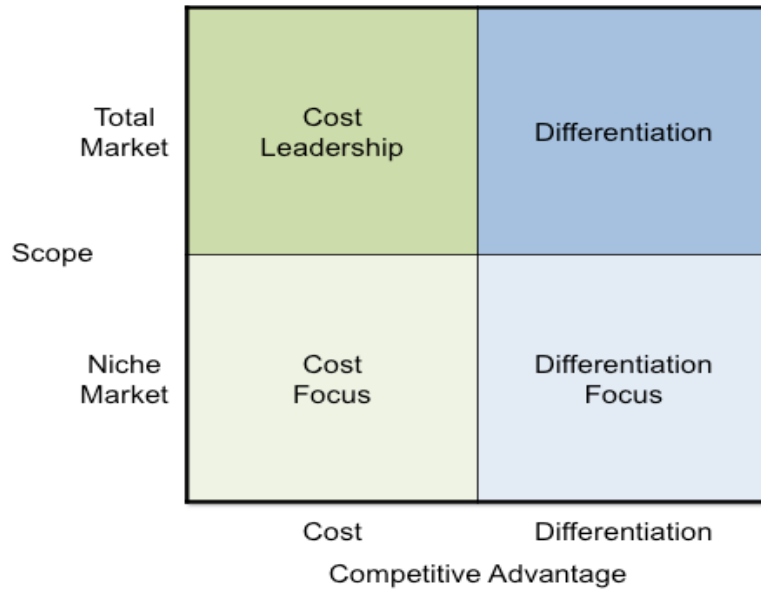 Total
Market
Cost
Leadership
Differentiation
Scope
Niche
Market
Cost
Focus
Differentiation
Focus
Cost
Differentiation
Competitive Advantage